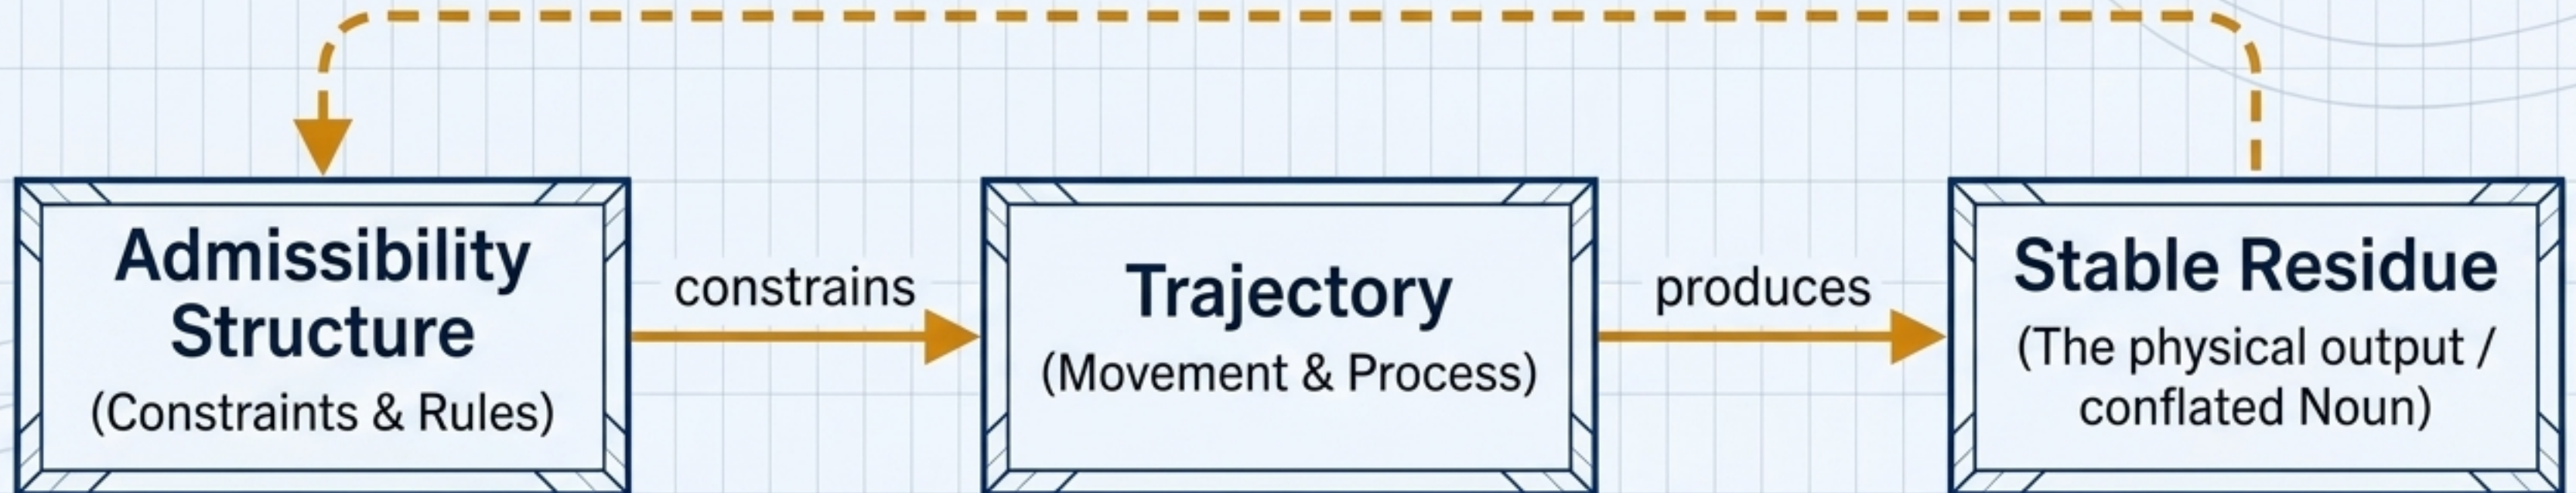 Admissibility
Structure
(Constraints & Rules)
constrains
Trajectory
(Movement & Process)
produces
Stable Residue
(The physical output /
conflated Noun)